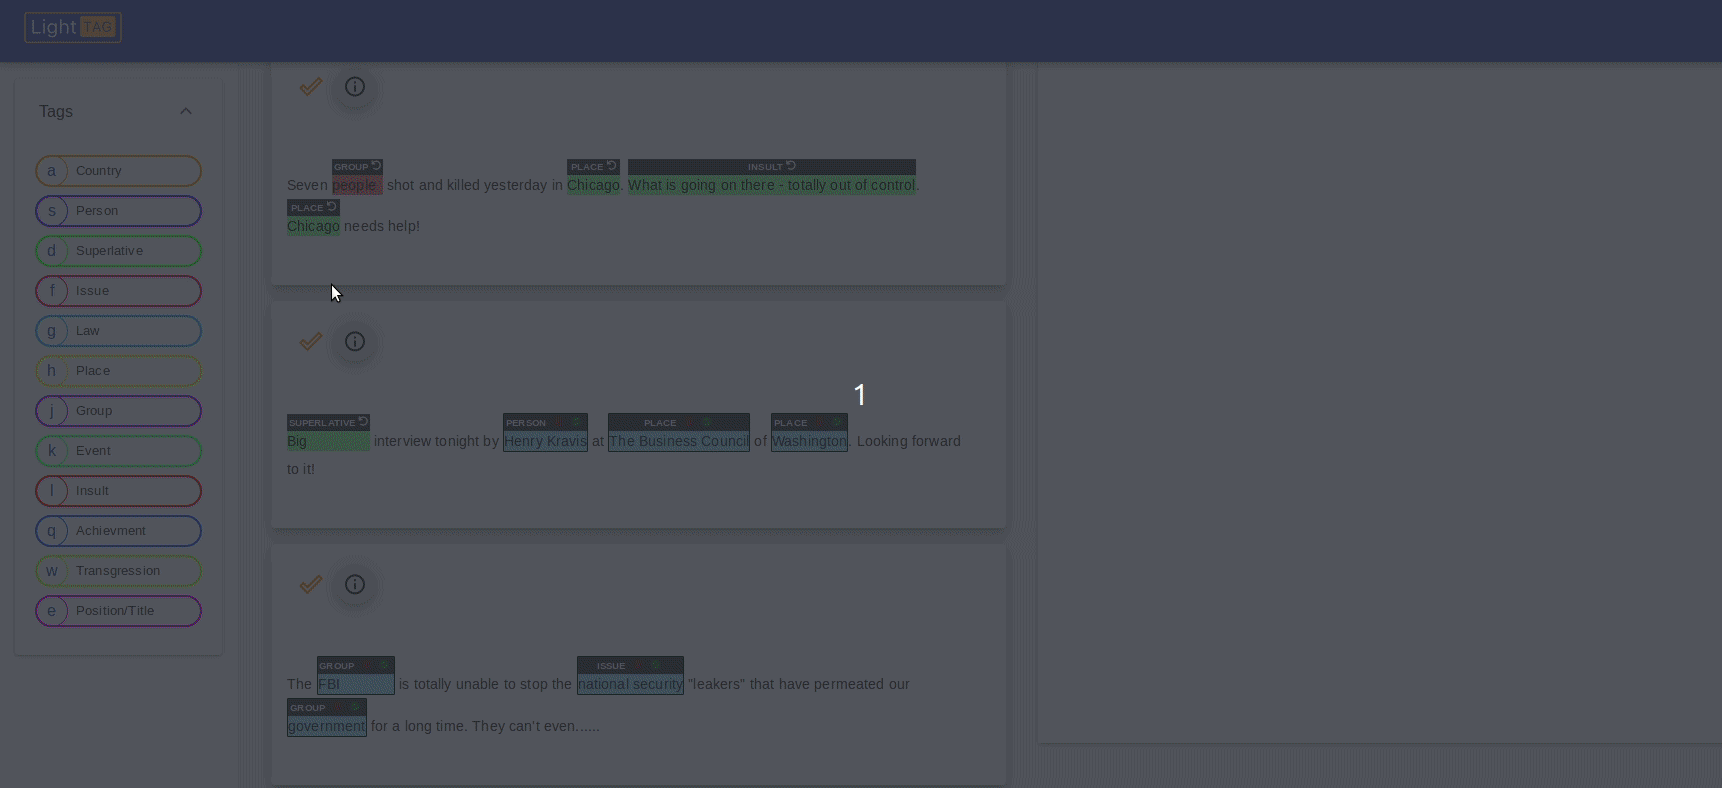 Light TAG
Tags
a Country
s Person
d Superlative
f Issue
g Law
h Place
j Group
k Event
l Insult
q Achievment
w Transgression
e Position/Title
GROUP PLACE INSULT
Seven people shot and killed yesterday in Chicago. What is going on there - totally out of control.
PLACE
Chicago needs help!
1
SUPERLATIVE PERSON PLACE PLACE
Big interview tonight by Henry Kravis at The Business Council of Washington. Looking forward
to it!
GROUP ISSUE
The FBI is totally unable to stop the national security "leakers" that have permeated our
GROUP
government for a long time. They can't even......